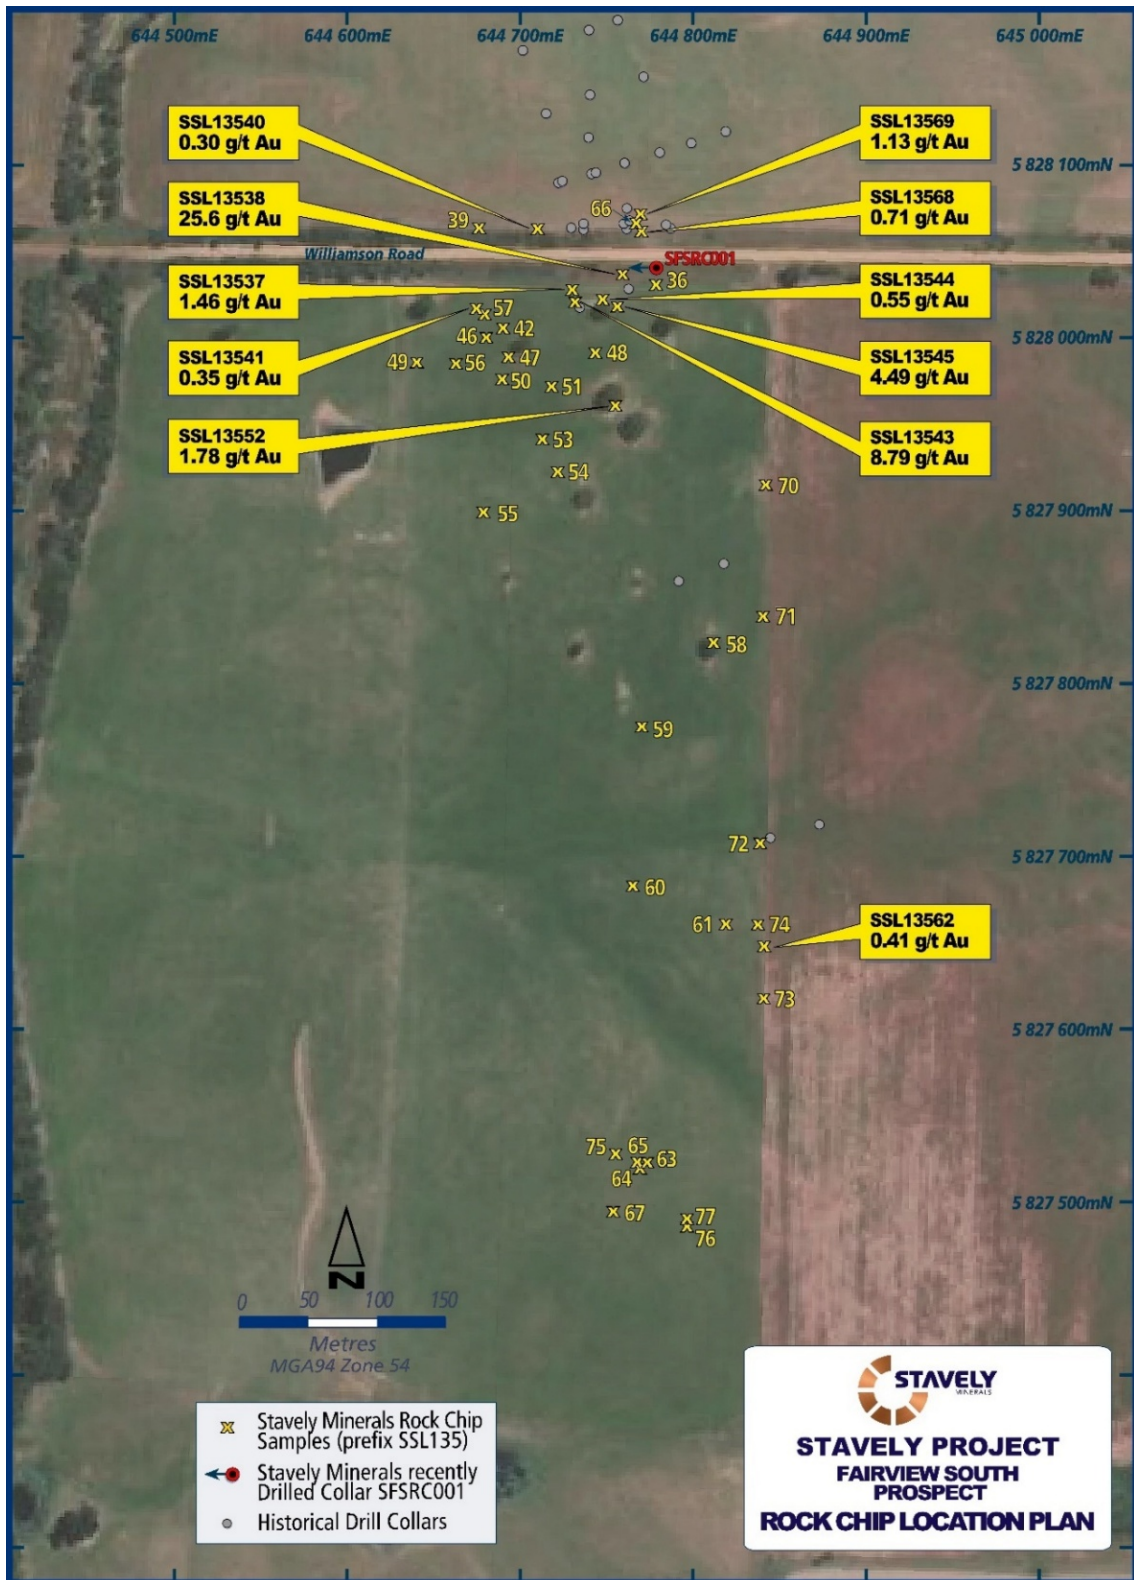 644 500mE
644 600mE
644 700mE
644 800mE
644 900mE
645 000mE
SSL13540
0.30 g/t Au
SSL13569
1.13 g/t Au
5 828 100mN
SSL13538
25.6 g/t Au
SSL13568
0.71 g/t Au
66
39
Williamson Road
SFSRC001
36
SSL13537
1.46 g/t Au
SSL13544
0.55 g/t Au
57
42
46
5 828 000mN
SSL13541
0.35 g/t Au
SSL13545
4.49 g/t Au
49
56
47
48
50
51
SSL13552
1.78 g/t Au
SSL13543
8.79 g/t Au
53
54
70
55
5 827 900mN
71
58
5 827 800mN
59
72
5 827 700mN
60
61
74
SSL13562
0.41 g/t Au
73
5 827 600mN
75
65
63
64
67
77
76
5 827 500mN
N
0
50
100
150
Metres
MGA94 Zone 54
Stavely Minerals Rock Chip
Samples (prefix SSL135)
Stavely Minerals recently
Drilled Collar SFSRC001
Historical Drill Collars
STAVELY
MINERALS
STAVELY PROJECT
FAIRVIEW SOUTH
PROSPECT
ROCK CHIP LOCATION PLAN